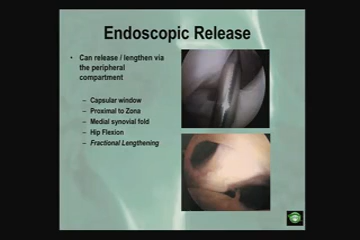 Endoscopic Release
• Can release / lengthen via
the peripheral
compartment
– Capsular window
– Proximal to Zona
– Medial synovial fold
– Hip Flexion
– Fractional Lengthening